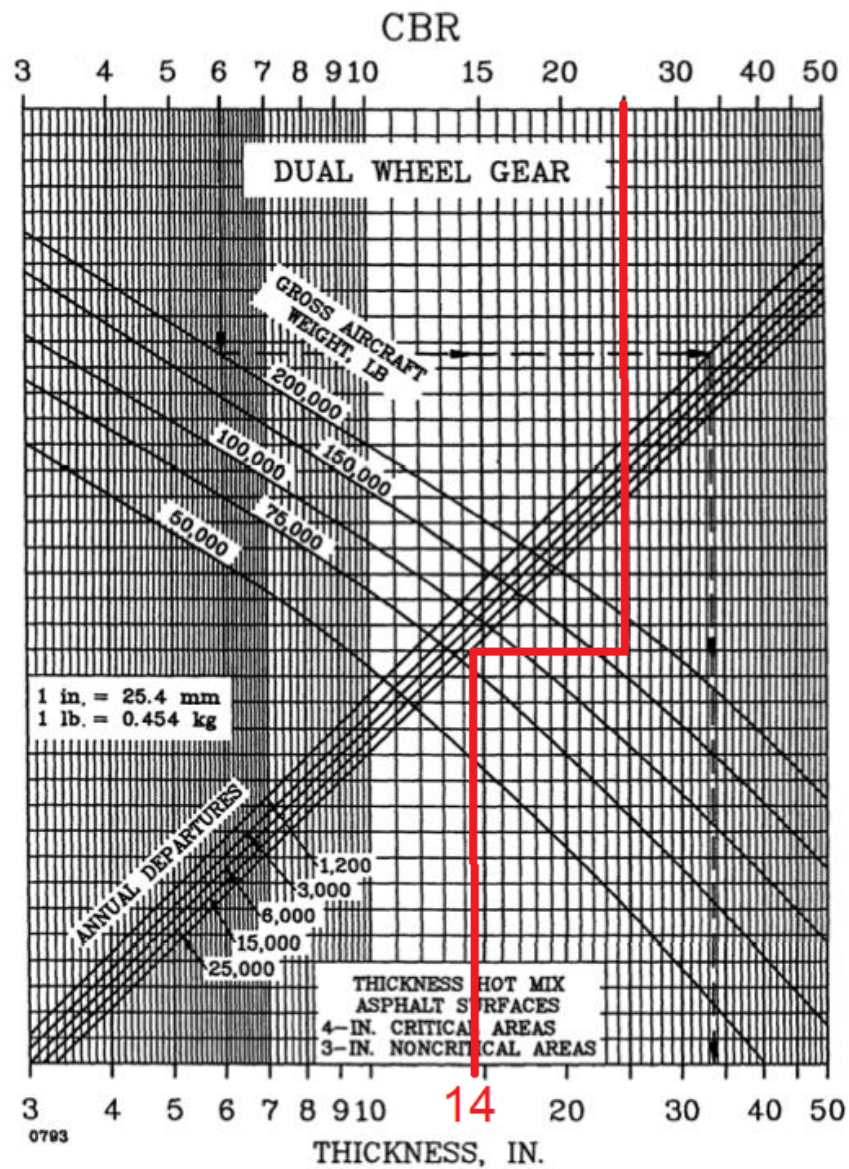 CBR
3 4 5 6 7 8 9 10 15 20 30 40 50
DUAL WHEEL GEAR
GROSS AIRCRAFT
WEIGHT, LB
200,000
150,000
100,000
75,000
50,000
1 in. = 25.4 mm
1 lb. = 0.454 kg
ANNUAL DEPARTURES
1,200
3,000
6,000
15,000
25,000
THICKNESS HOT MIX
ASPHALT SURFACES
4-IN. CRITICAL AREAS
3-IN. NONCRITICAL AREAS
3 4 5 6 7 8 9 10 14 20 30 40 50
0793
THICKNESS, IN.